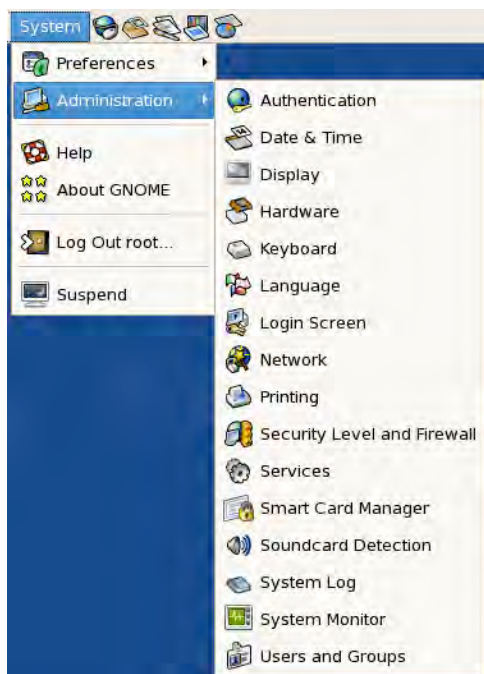 System
Preferences
Administration
Help
About GNOME
Log Out root...
Suspend
Authentication
Date & Time
Display
Hardware
Keyboard
Language
Login Screen
Network
Printing
Security Level and Firewall
Services
Smart Card Manager
Soundcard Detection
System Log
System Monitor
Users and Groups